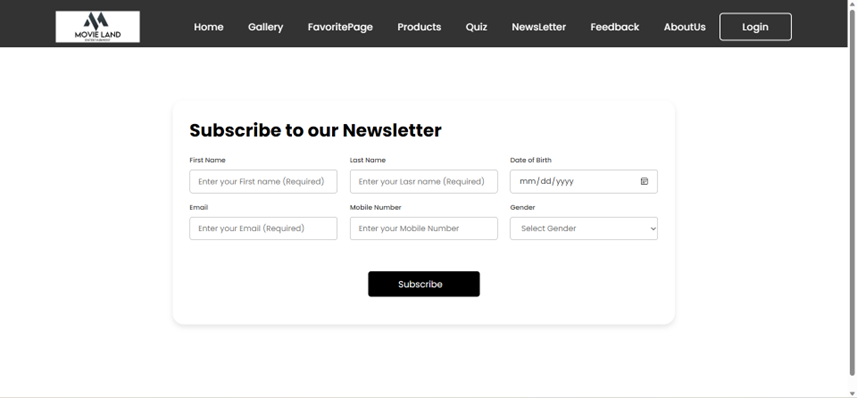 MOVIE LAND
Home Gallery FavoritePage Products Quiz NewsLetter Feedback AboutUs Login
Subscribe to our Newsletter
First Name Last Name Date of Birth
Enter your First name (Required) Enter your Lasr name (Required) mm/dd/yyyy
Email Mobile Number Gender
Enter your Email (Required) Enter your Mobile Number Select Gender
Subscribe